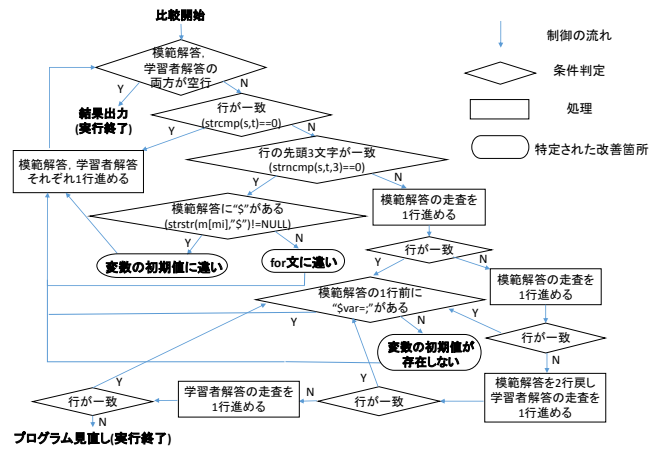 比較開始
模範解答,
学習者解答の
両方が空行
Y
N
結果出力
(実行終了)
行が一致
(strcmp(s,t)==0)
Y
N
模範解答、学習者解答
それぞれ1行進める
行の先頭3文字が一致
(strncmp(s,t,3)==0)
Y
N
模範解答に“$”がある
(strstr(m[mi],"$")!=NULL)
Y
N
変数の初期値に違い
for文に違い
模範解答の走査を
1行進める
行が一致
Y
N
模範解答の走査を
1行進める
模範解答の1行前に
“$var=;”がある
Y
N
変数の初期値が
存在しない
行が一致
Y
N
模範解答を2行戻し
学習者解答の走査を
1行進める
行が一致
Y
N
学習者解答の走査を
1行進める
行が一致
Y
N
プログラム見直し(実行終了)
制御の流れ
条件判定
処理
特定された改善箇所